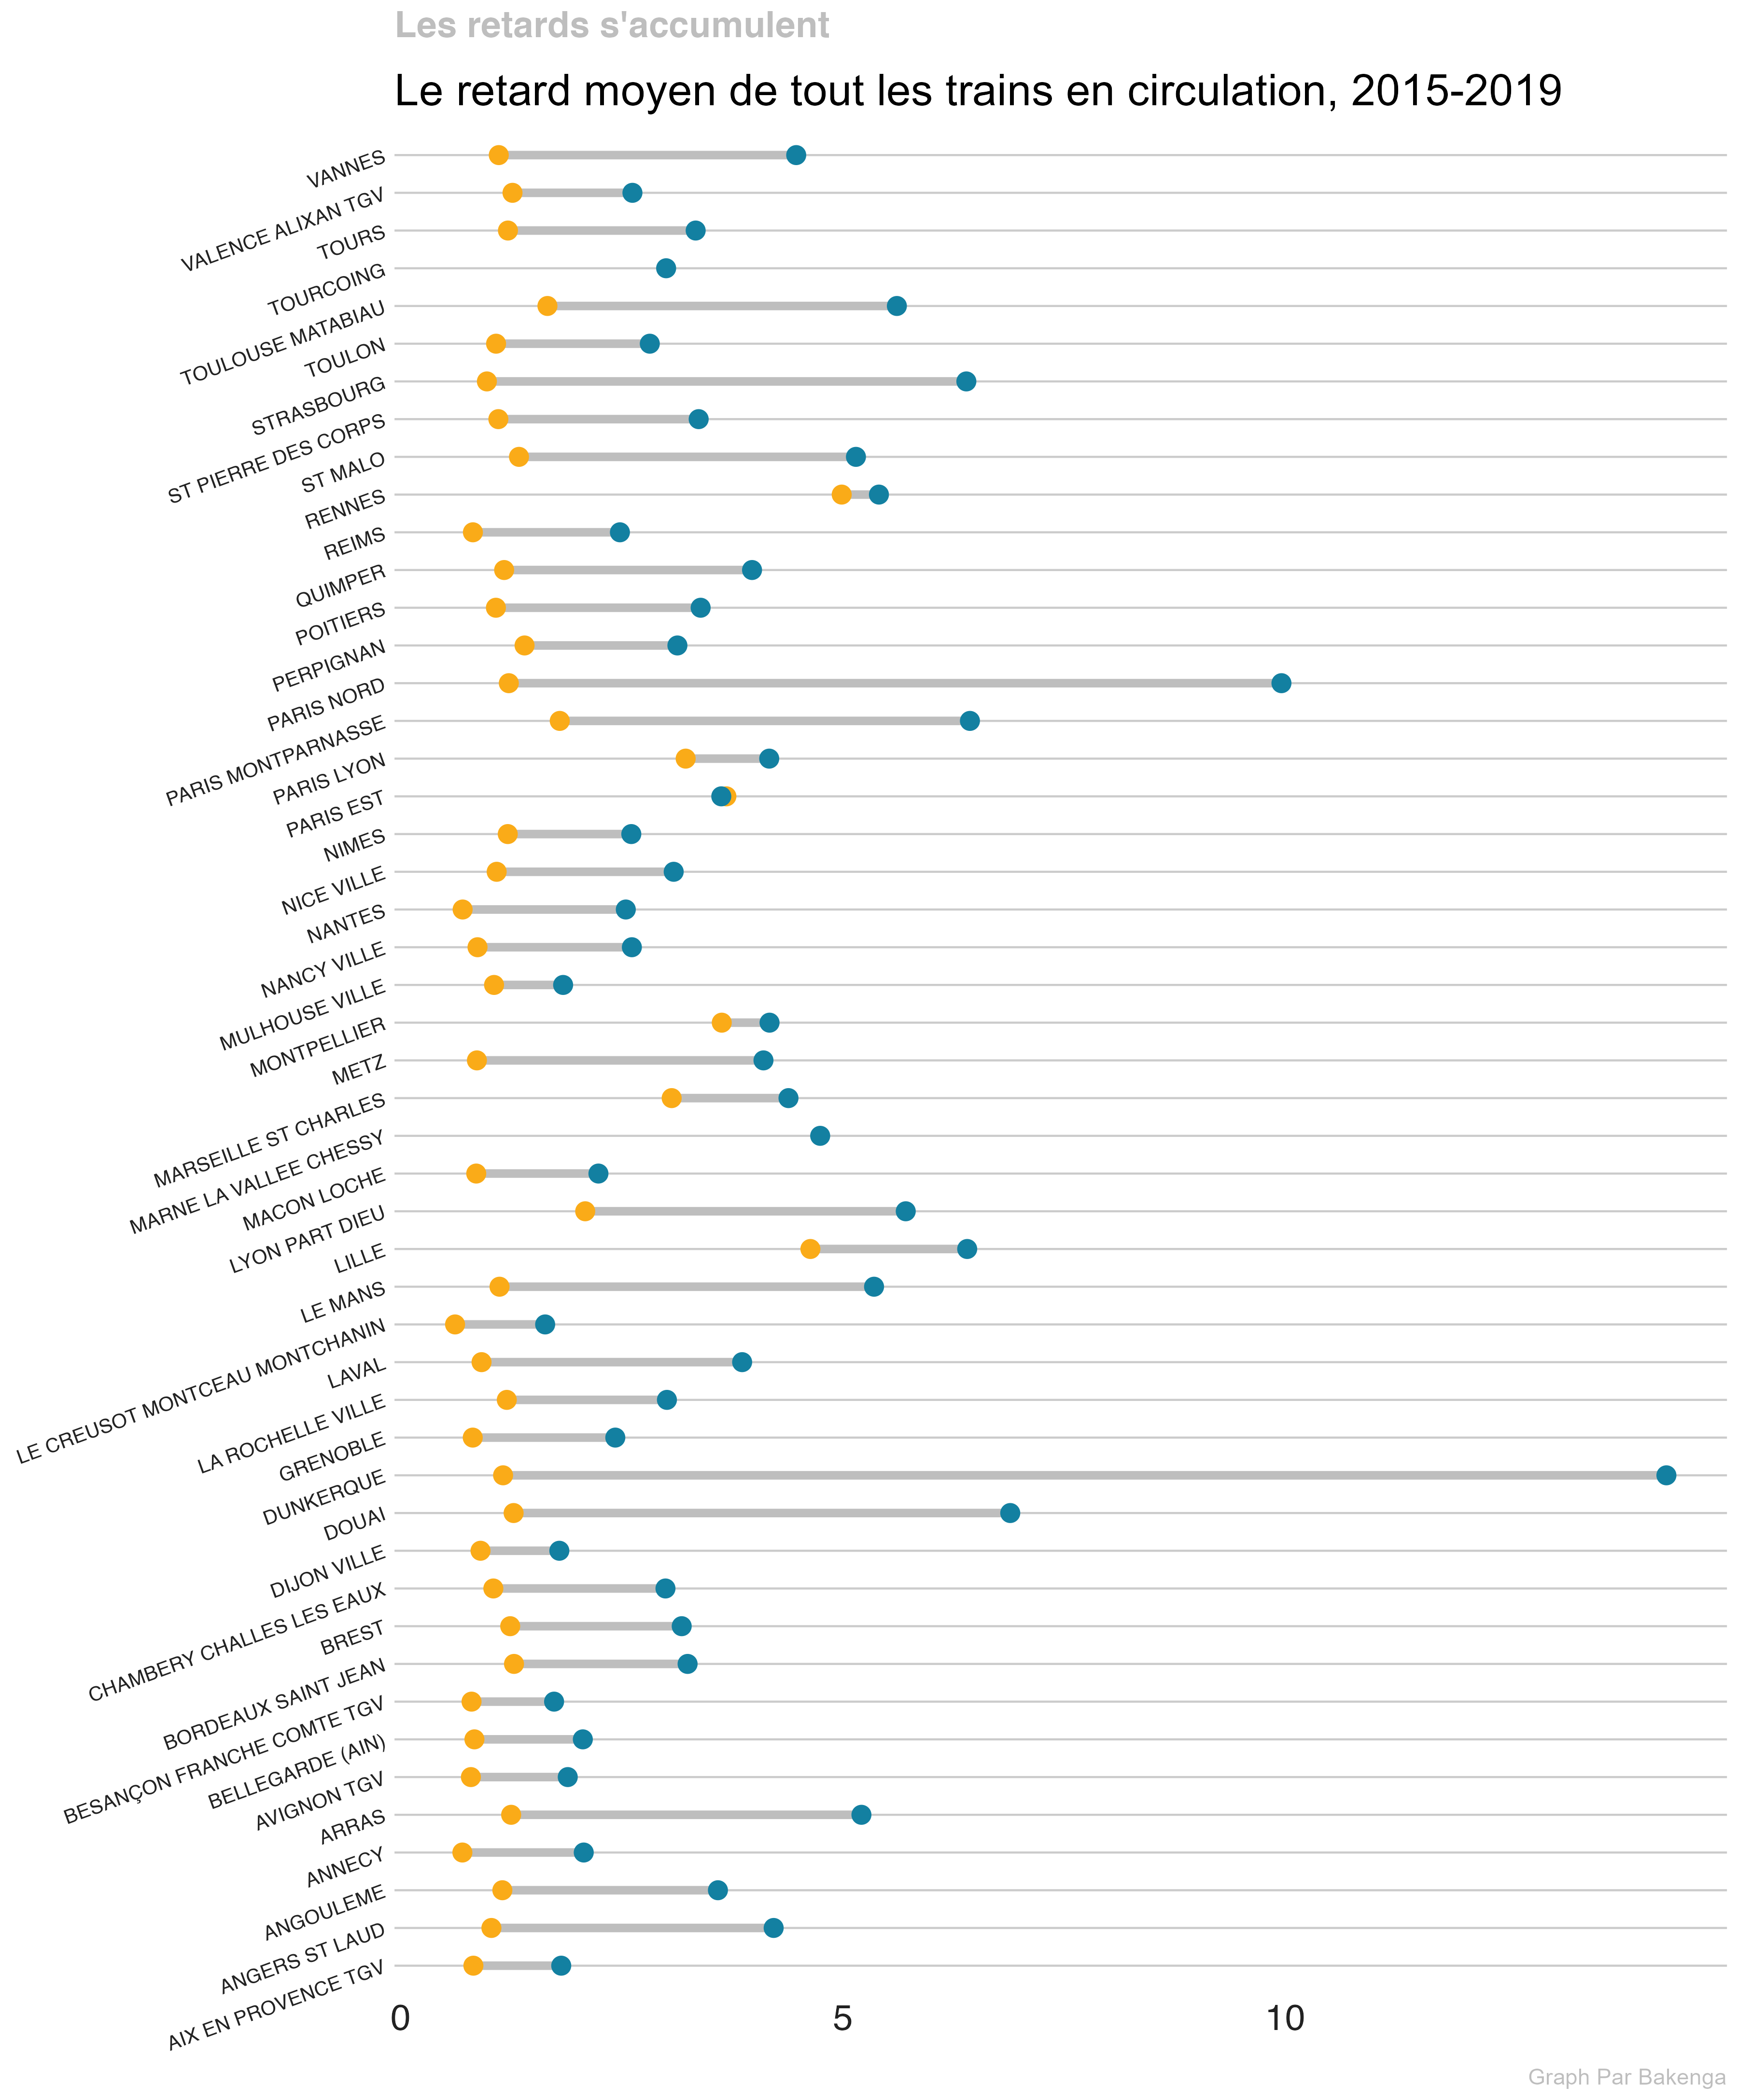 Les retards s'accumulent
Le retard moyen de tout les trains en circulation, 2015-2019
VANNES
VALENCE ALIXAN TGV
TOURS
TOURCOING
TOULOUSE MATABIAU
TOULON
STRASBOURG
ST PIERRE DES CORPS
ST MALO
RENNES
REIMS
QUIMPER
POITIERS
PERPIGNAN
PARIS NORD
PARIS MONTPARNASSE
PARIS LYON
PARIS EST
NIMES
NICE VILLE
NANTES
NANCY VILLE
MULHOUSE VILLE
MONTPELLIER
METZ
MARSEILLE ST CHARLES
MARNE LA VALLEE CHESSY
MACON LOCHE
LYON PART DIEU
LILLE
LE MANS
LE CREUSOT MONTCEAU MONTCHANIN
LAVAL
LA ROCHELLE VILLE
GRENOBLE
DUNKERQUE
DOUAI
DIJON VILLE
CHAMBERY CHALLES LES EAUX
BREST
BORDEAUX SAINT JEAN
BESANÇON FRANCHE COMTE TGV
BELLEGARDE (AIN)
AVIGNON TGV
ARRAS
ANNECY
ANGOULEME
ANGERS ST LAUD
AIX EN PROVENCE TGV
0 5 10
Graph Par Bakenga